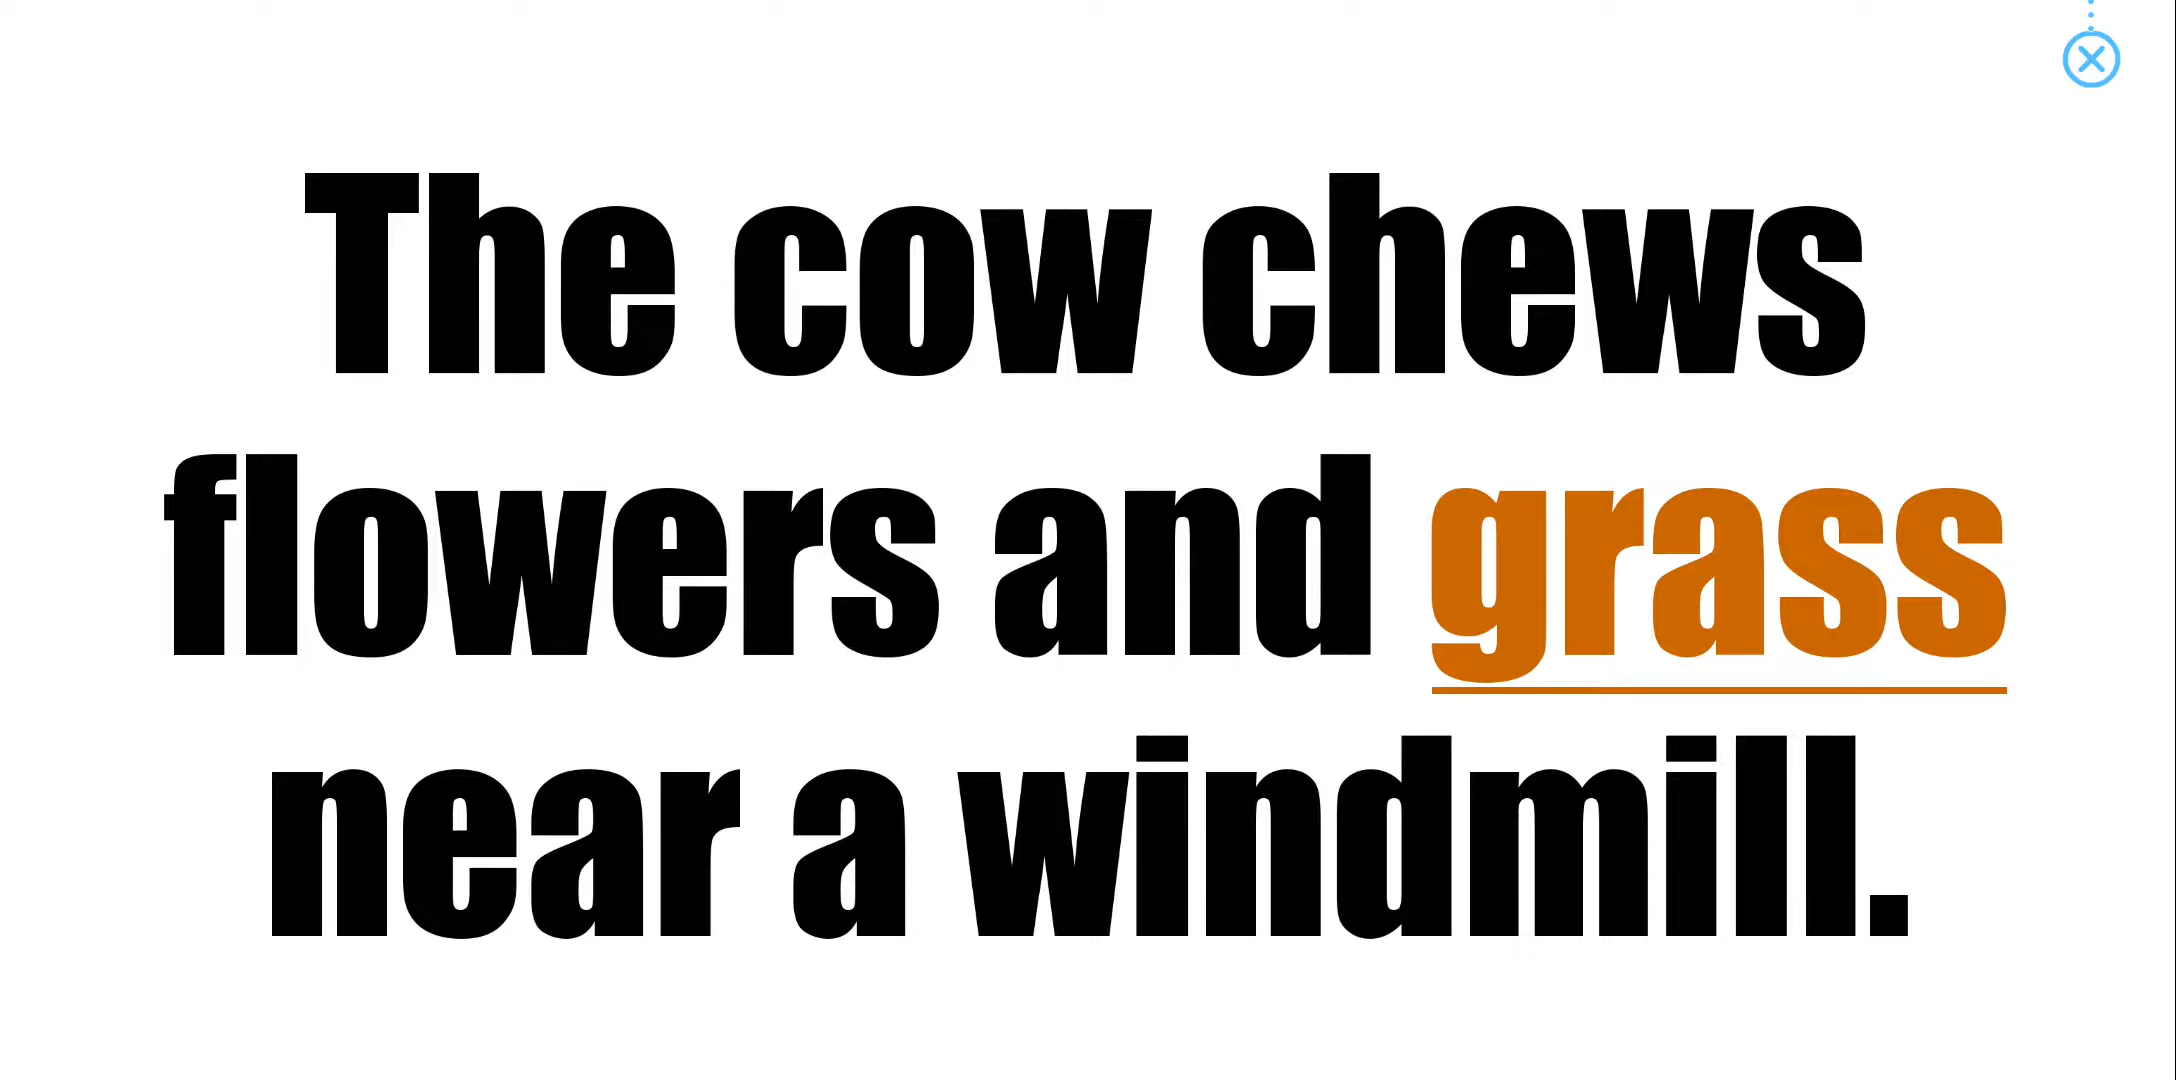 The cow chews
flowers and grass
near a windmill.